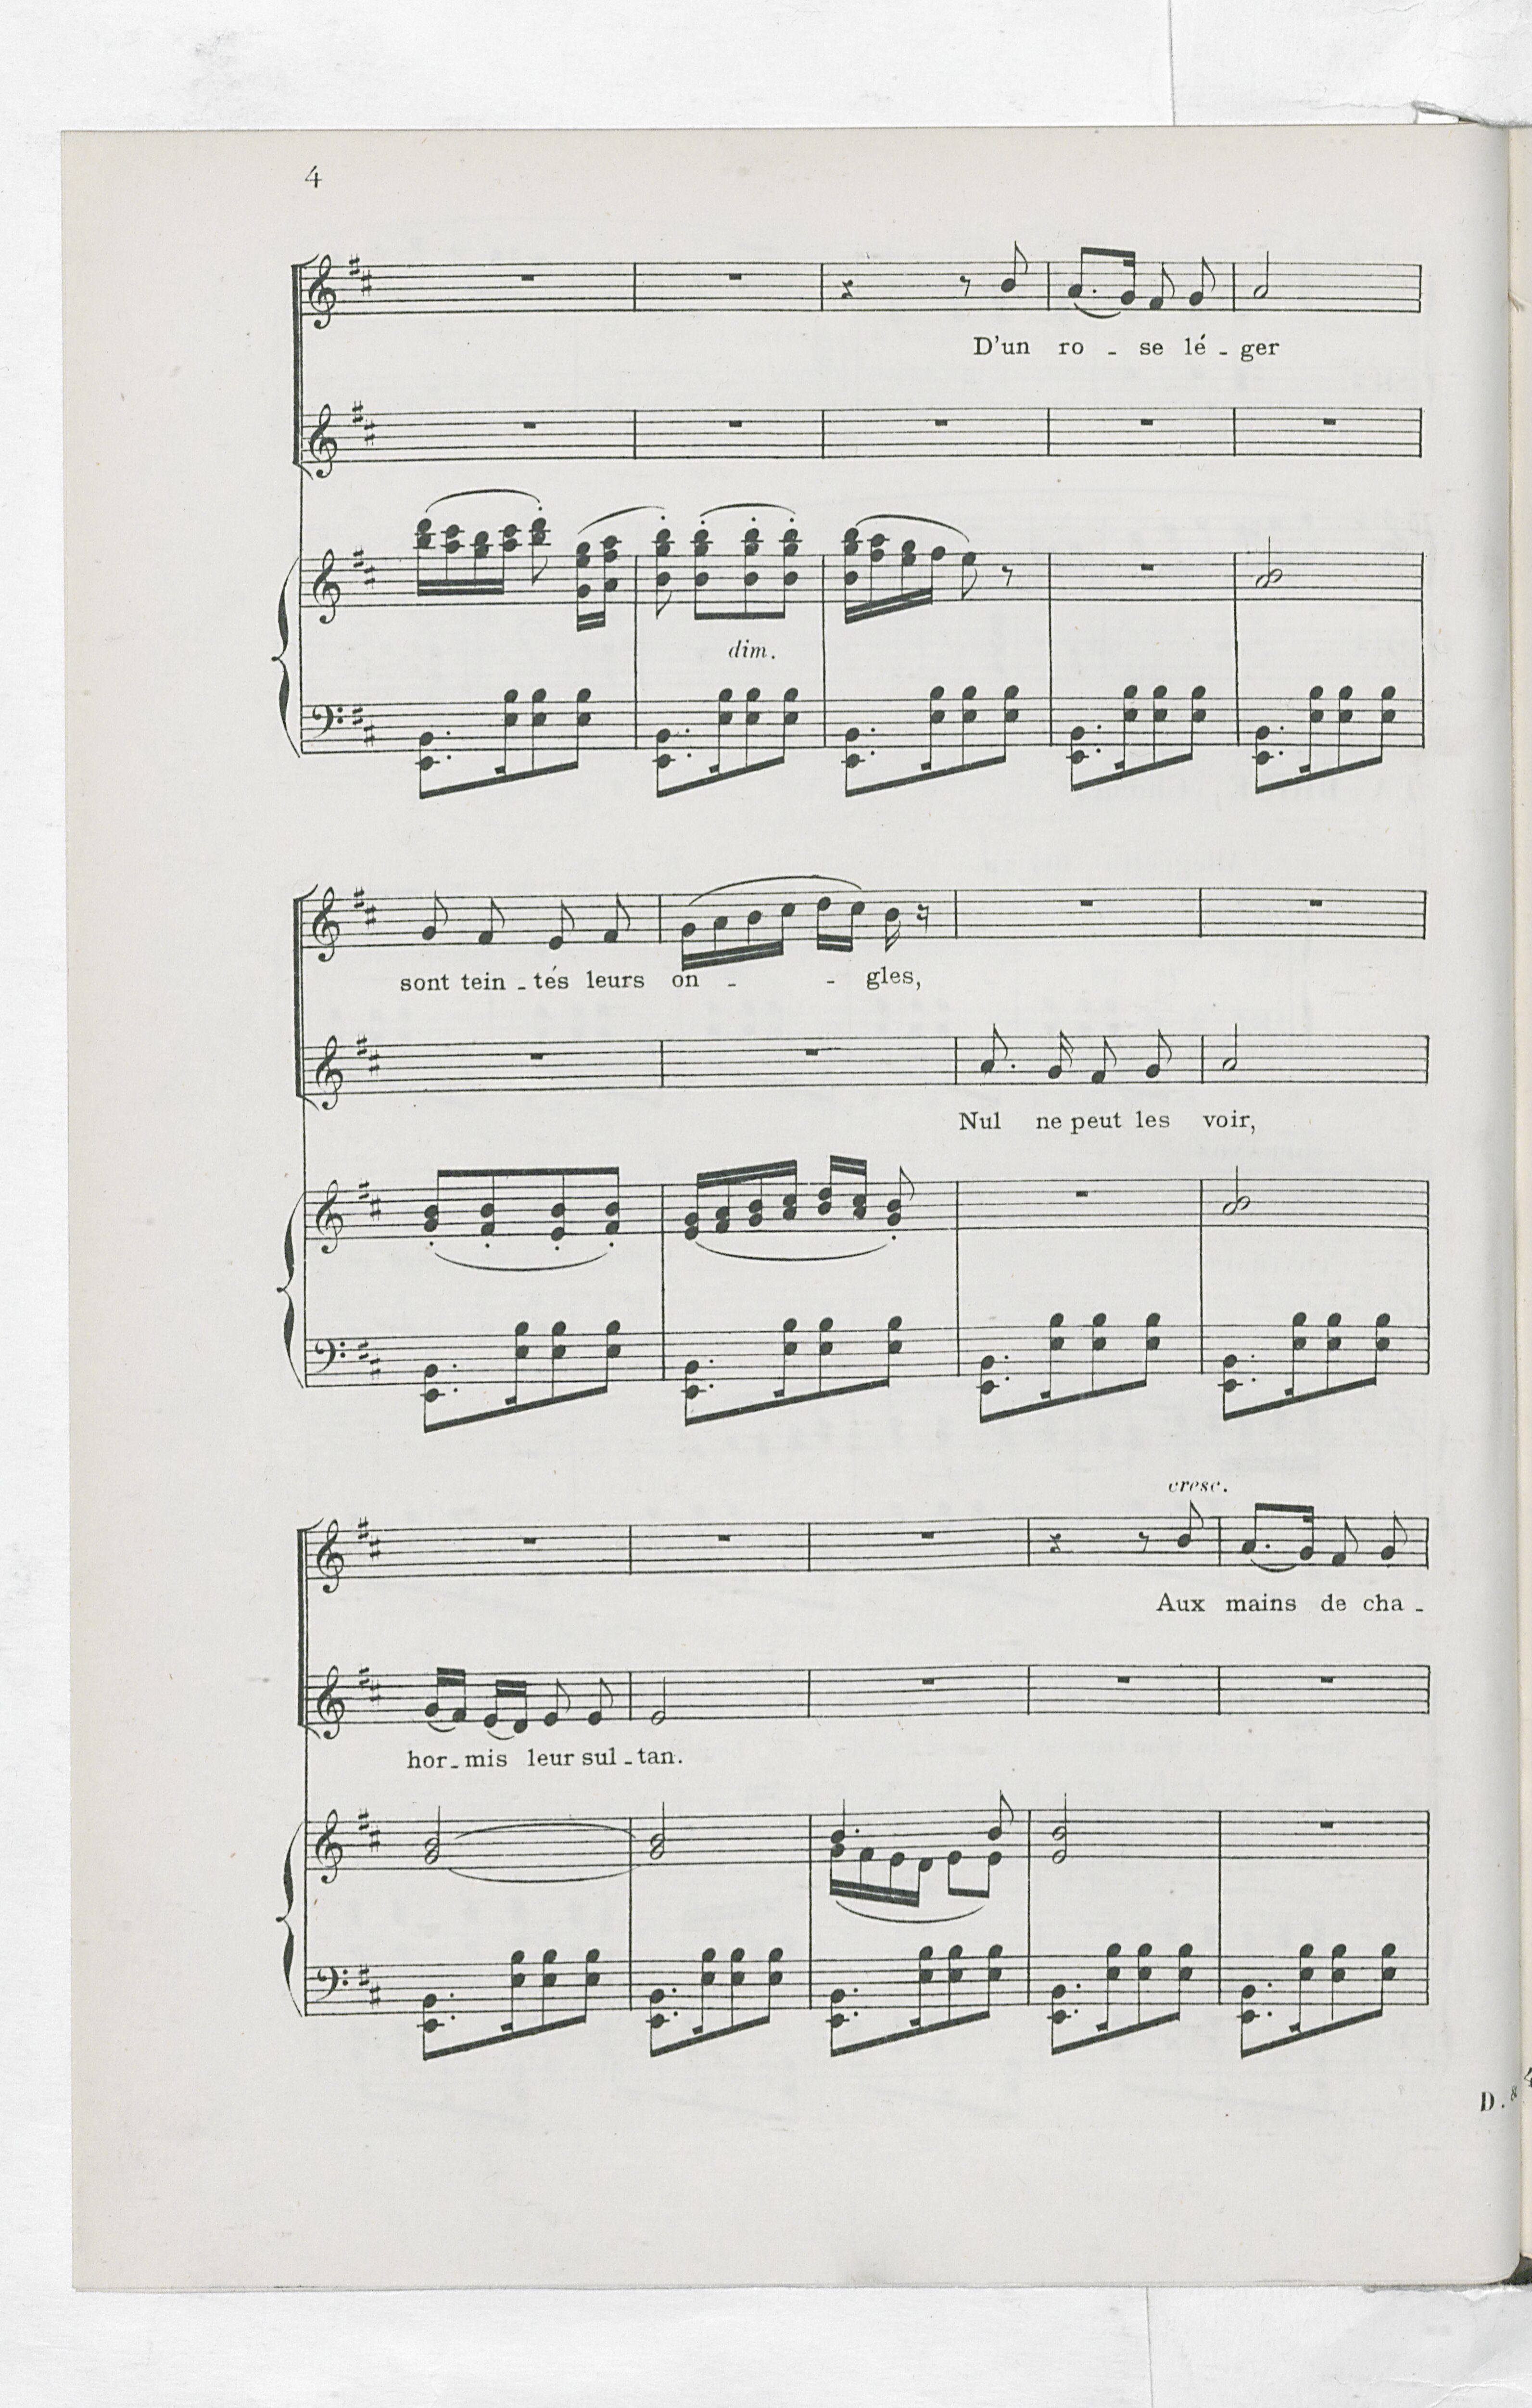 4
D'un ro - se lé - ger
dim.
sont tein - tés leurs on - - gles,
Nul ne peut les voir,
cresc.
Aux mains de cha -
hor - mis leur sul - tan.
D.